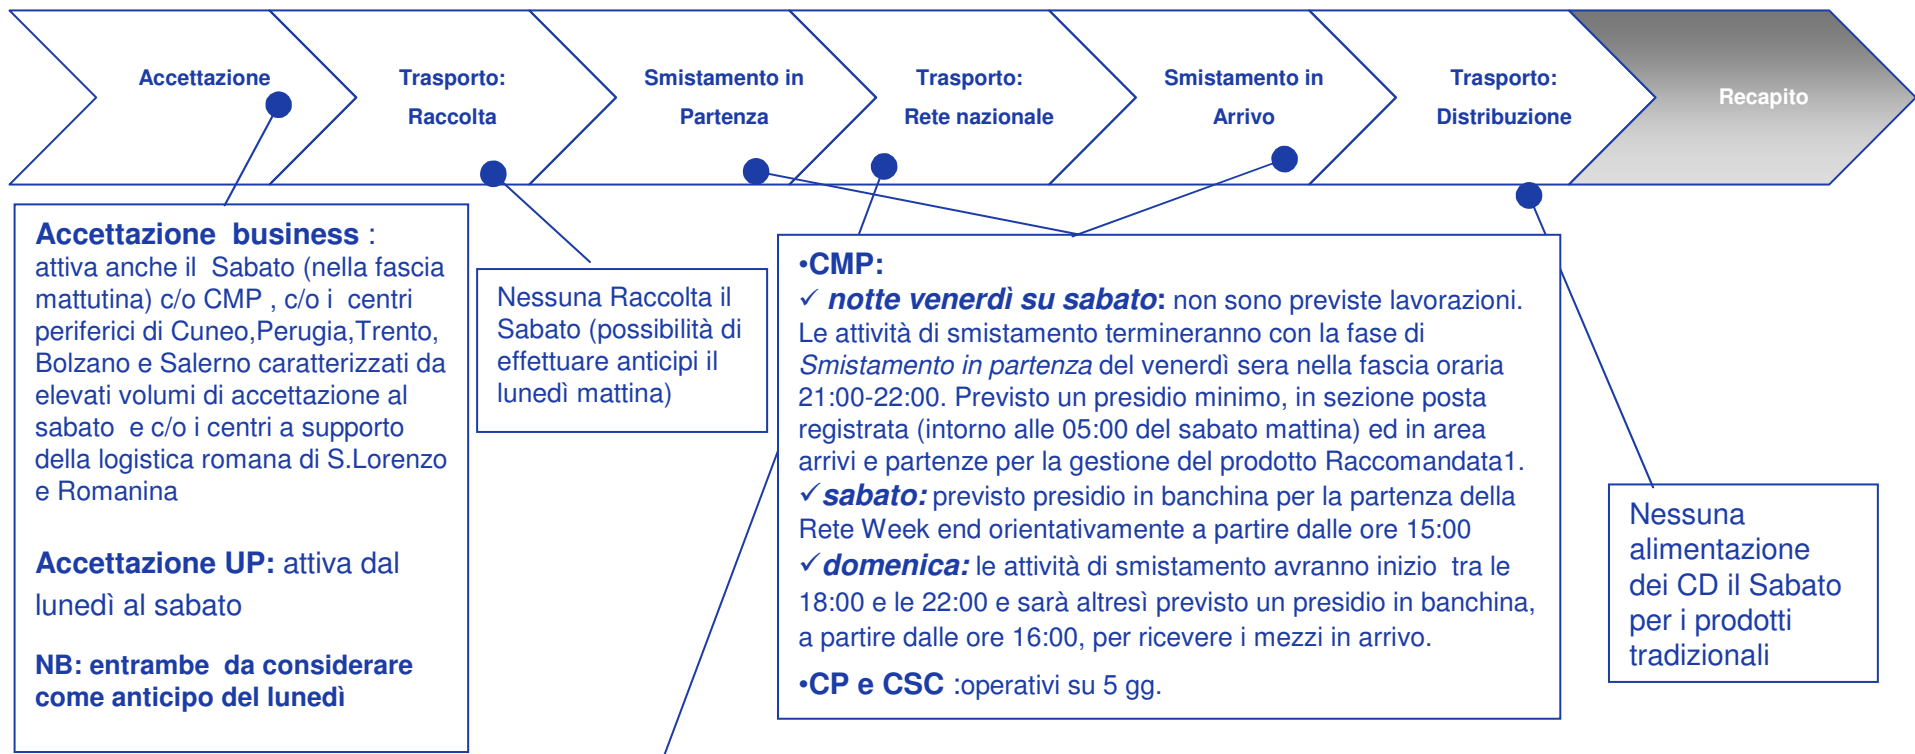 Accettazione
Trasporto:
Raccolta
Smistamento in
Partenza
Trasporto:
Rete nazionale
Smistamento in
Arrivo
Trasporto:
Distribuzione
Recapito
Accettazione business :
attiva anche il Sabato (nella fascia
mattutina) c/o CMP , c/o i centri
periferici di Cuneo,Perugia,Trento,
Bolzano e Salerno caratterizzati da
elevati volumi di accettazione al
sabato e c/o i centri a supporto
della logistica romana di S.Lorenzo
e Romanina
Accettazione UP: attiva dal
lunedì al sabato
NB: entrambe da considerare
come anticipo del lunedì
Nessuna Raccolta il
Sabato (possibilità di
effettuare anticipi il
lunedì mattina)
•CMP:
✓ notte venerdì su sabato: non sono previste lavorazioni.
Le attività di smistamento termineranno con la fase di
Smistamento in partenza del venerdì sera nella fascia oraria
21:00-22:00. Previsto un presidio minimo, in sezione posta
registrata (intorno alle 05:00 del sabato mattina) ed in area
arrivi e partenze per la gestione del prodotto Raccomandata1.
✓sabato: previsto presidio in banchina per la partenza della
Rete Week end orientativamente a partire dalle ore 15:00
✓domenica: le attività di smistamento avranno inizio tra le
18:00 e le 22:00 e sarà altresì previsto un presidio in banchina,
a partire dalle ore 16:00, per ricevere i mezzi in arrivo.
•CP e CSC :operativi su 5 gg.
Nessuna
alimentazione
dei CD il Sabato
per i prodotti
tradizionali